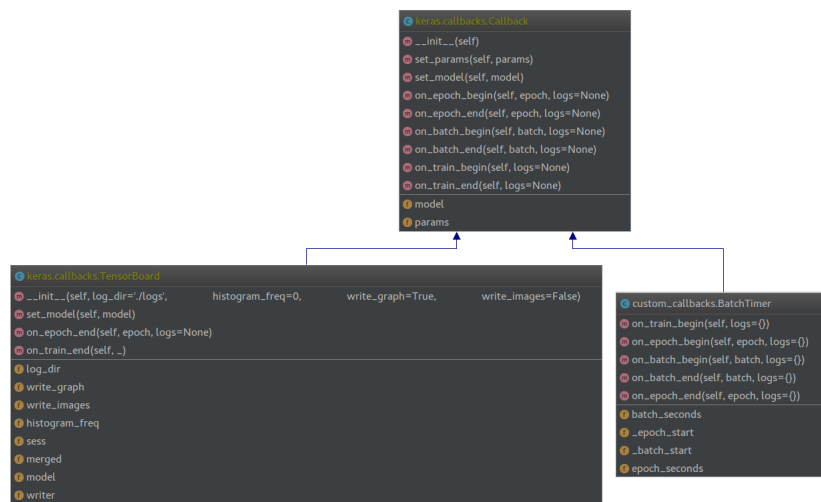 keras.callbacks.Callback
__init__(self)
set_params(self, params)
set_model(self, model)
on_epoch_begin(self, epoch, logs=None)
on_epoch_end(self, epoch, logs=None)
on_batch_begin(self, batch, logs=None)
on_batch_end(self, batch, logs=None)
on_train_begin(self, logs=None)
on_train_end(self, logs=None)
model
params
keras.callbacks.TensorBoard
__init__(self, log_dir='./logs', histogram_freq=0, write_graph=True, write_images=False)
set_model(self, model)
on_epoch_end(self, epoch, logs=None)
on_train_end(self, _)
log_dir
write_graph
write_images
histogram_freq
sess
merged
model
writer
custom_callbacks.BatchTimer
on_train_begin(self, logs={})
on_epoch_begin(self, epoch, logs={})
on_batch_begin(self, batch, logs={})
on_batch_end(self, batch, logs={})
on_epoch_end(self, epoch, logs={})
batch_seconds
_epoch_start
_batch_start
epoch_seconds